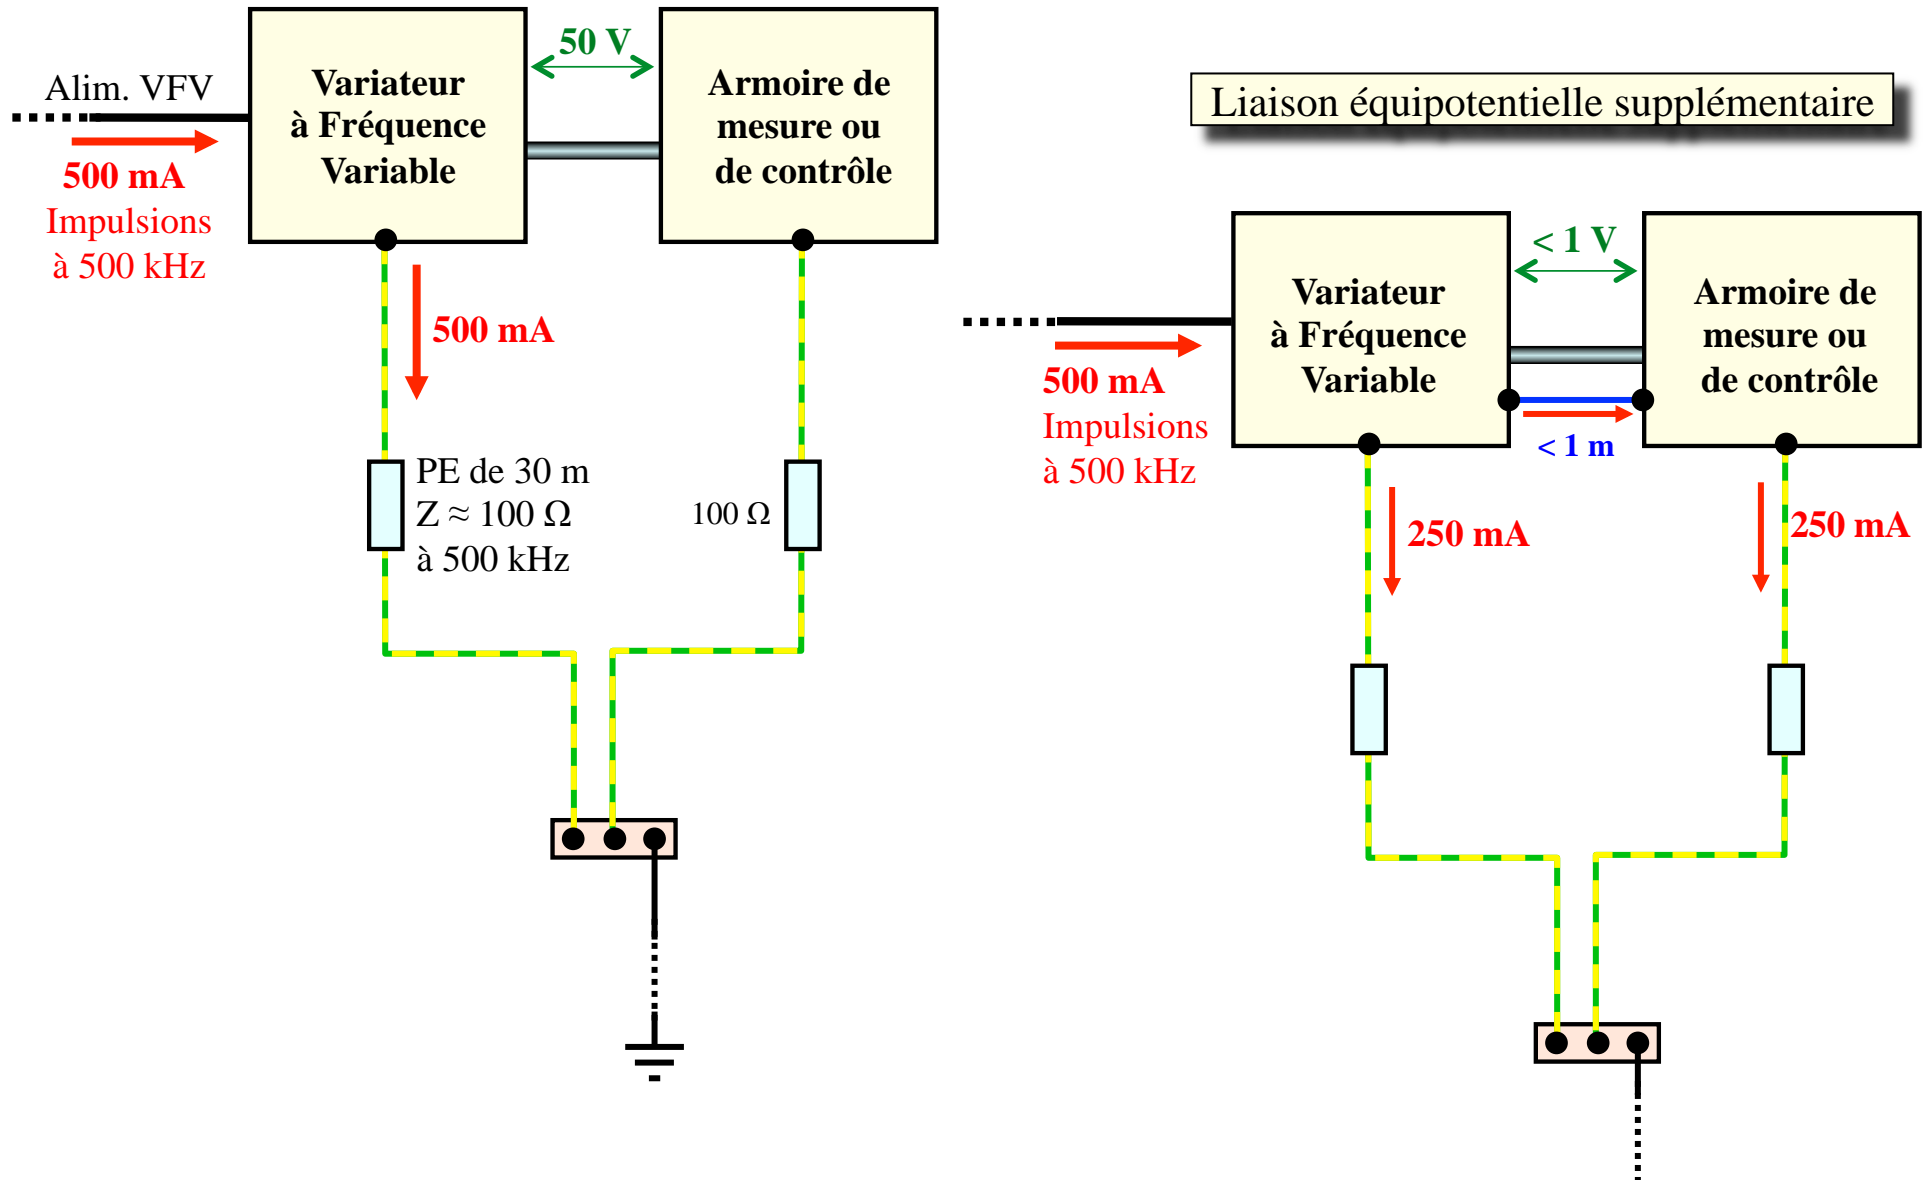 Alim. VFV
500 mA
Impulsions
à 500 kHz
Variateur
à Fréquence
Variable
50 V
Armoire de
mesure ou
de contrôle
500 mA
PE de 30 m
Z ≈ 100 Ω
à 500 kHz
100 Ω
Liaison équipotentielle supplémentaire
500 mA
Impulsions
à 500 kHz
Variateur
à Fréquence
Variable
< 1 V
Armoire de
mesure ou
de contrôle
< 1 m
250 mA
250 mA